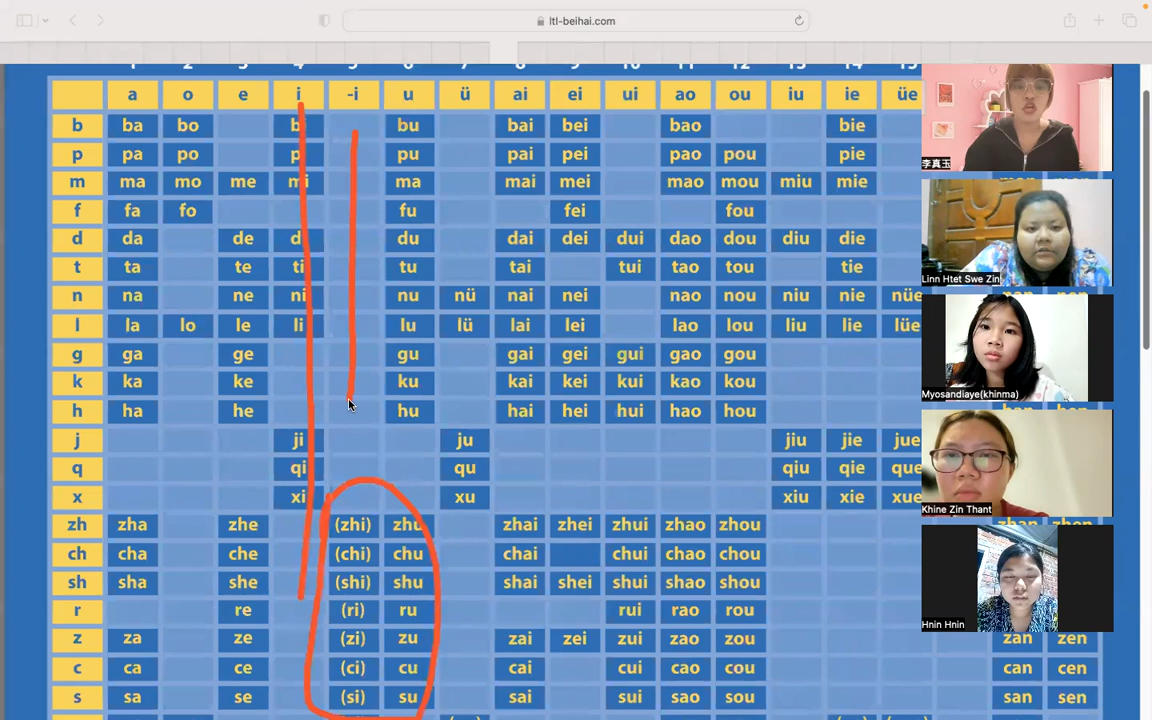 ltl-beihai.com
a o e i -i u ü ai ei ui ao ou iu ie üe
b ba bo bu bai bei bao bie
p pa po pu pai pei pao pou pie
m ma mo me mi ma mai mei mao mou miu mie
f fa fo fu fei fou
d da de du dai dei dui dao dou diu die
t ta te ti tu tai tui tao tou tie
n na ne ni nu nü nai nei nao nou niu nie nüe
l la lo le li lu lü lai lei lao lou liu lie lüe
g ga ge gu gai gei gui gao gou
k ka ke ku kai kei kui kao kou
h ha he hu hai hei hui hao hou
j ji ju jiu jie jue
q qi qu qiu qie que
x xi xu xiu xie xue
zh zha zhe (zhi) zhu zhai zhei zhui zhao zhou
ch cha che (chi) chu chai chui chao chou
sh sha she (shi) shu shai shei shui shao shou
r re (ri) ru rui rao rou
z za ze (zi) zu zai zei zui zao zou zan zen
c ca ce (ci) cu cai cui cao cou can cen
s sa se (si) su sai sui sao sou san sen
李真玉
Linn Htet Swe Zin
Myosandiaye(khinma)
Khine Zin Thant
Hnin Hnin